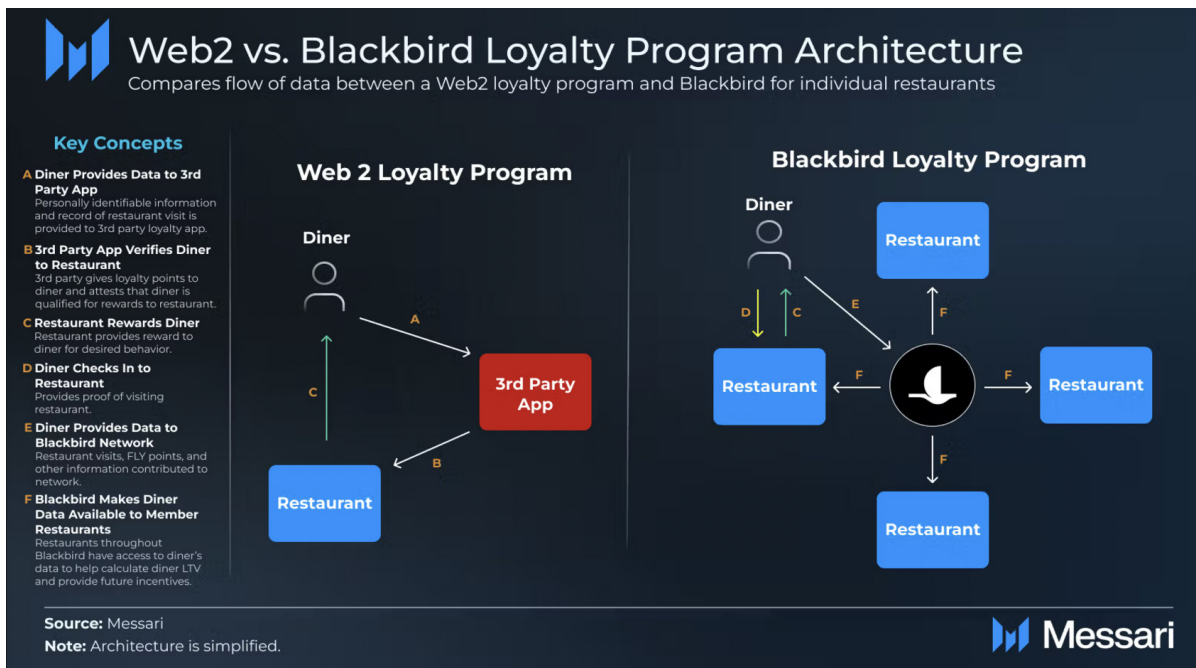 Web2 vs. Blackbird Loyalty Program Architecture
Compares flow of data between a Web2 loyalty program and Blackbird for individual restaurants
Key Concepts
A Diner Provides Data to 3rd
Party App
Personally identifiable information
and record of restaurant visit is
provided to 3rd party loyalty app.
B 3rd Party App Verifies Diner
to Restaurant
3rd party gives loyalty points to
diner and attests that diner is
qualified for rewards to restaurant.
C Restaurant Rewards Diner
Restaurant provides reward to
diner for desired behavior.
D Diner Checks In to
Restaurant
Provides proof of visiting
restaurant.
E Diner Provides Data to
Blackbird Network
Restaurant visits, FLY points, and
other information contributed to
network.
F Blackbird Makes Diner
Data Available to Member
Restaurants
Restaurants throughout
Blackbird have access to diner's
data to help calculate diner LTV
and provide future incentives.
Web 2 Loyalty Program
Diner
A
3rd Party
App
C
B
Restaurant
Blackbird Loyalty Program
Diner
Restaurant
E
D
C
F
Restaurant
F
F
Restaurant
F
Restaurant
Source: Messari
Note: Architecture is simplified.
Messari